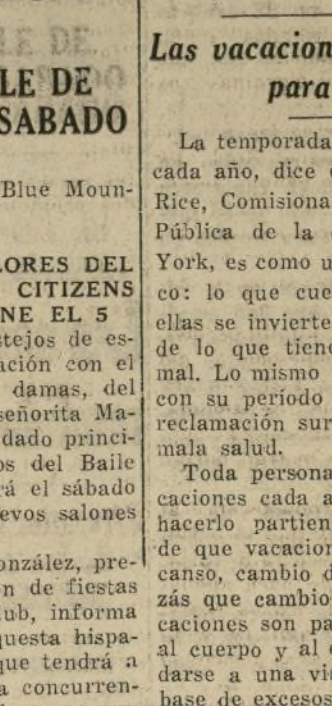 LE DE
SABADO
Blue Moun-
LORES DEL
CITIZENS
NE EL 5
stejos de es-
ación con el
damas, del
señorita Ma-
dado princi-
os del Baile
rá el sábado
evos salones
onzález, pre-
ón de fiestas
lub, informa
questa hispa-
que tendrá a
a concurren-
Las vacacion
para
La temporada
cada año, dice
Rice, Comisiona
Pública de la
York, es como u
co: lo que cue
ellas se invierte
de lo que tiene
mal. Lo mismo
con su período
reclamación sur
mala salud.
Toda persona
caciones cada a
hacerlo partien
de que vacacion
canso, cambio d
zás que cambio
caciones son pa
al cuerpo y al
darse a una vi
base de excesos